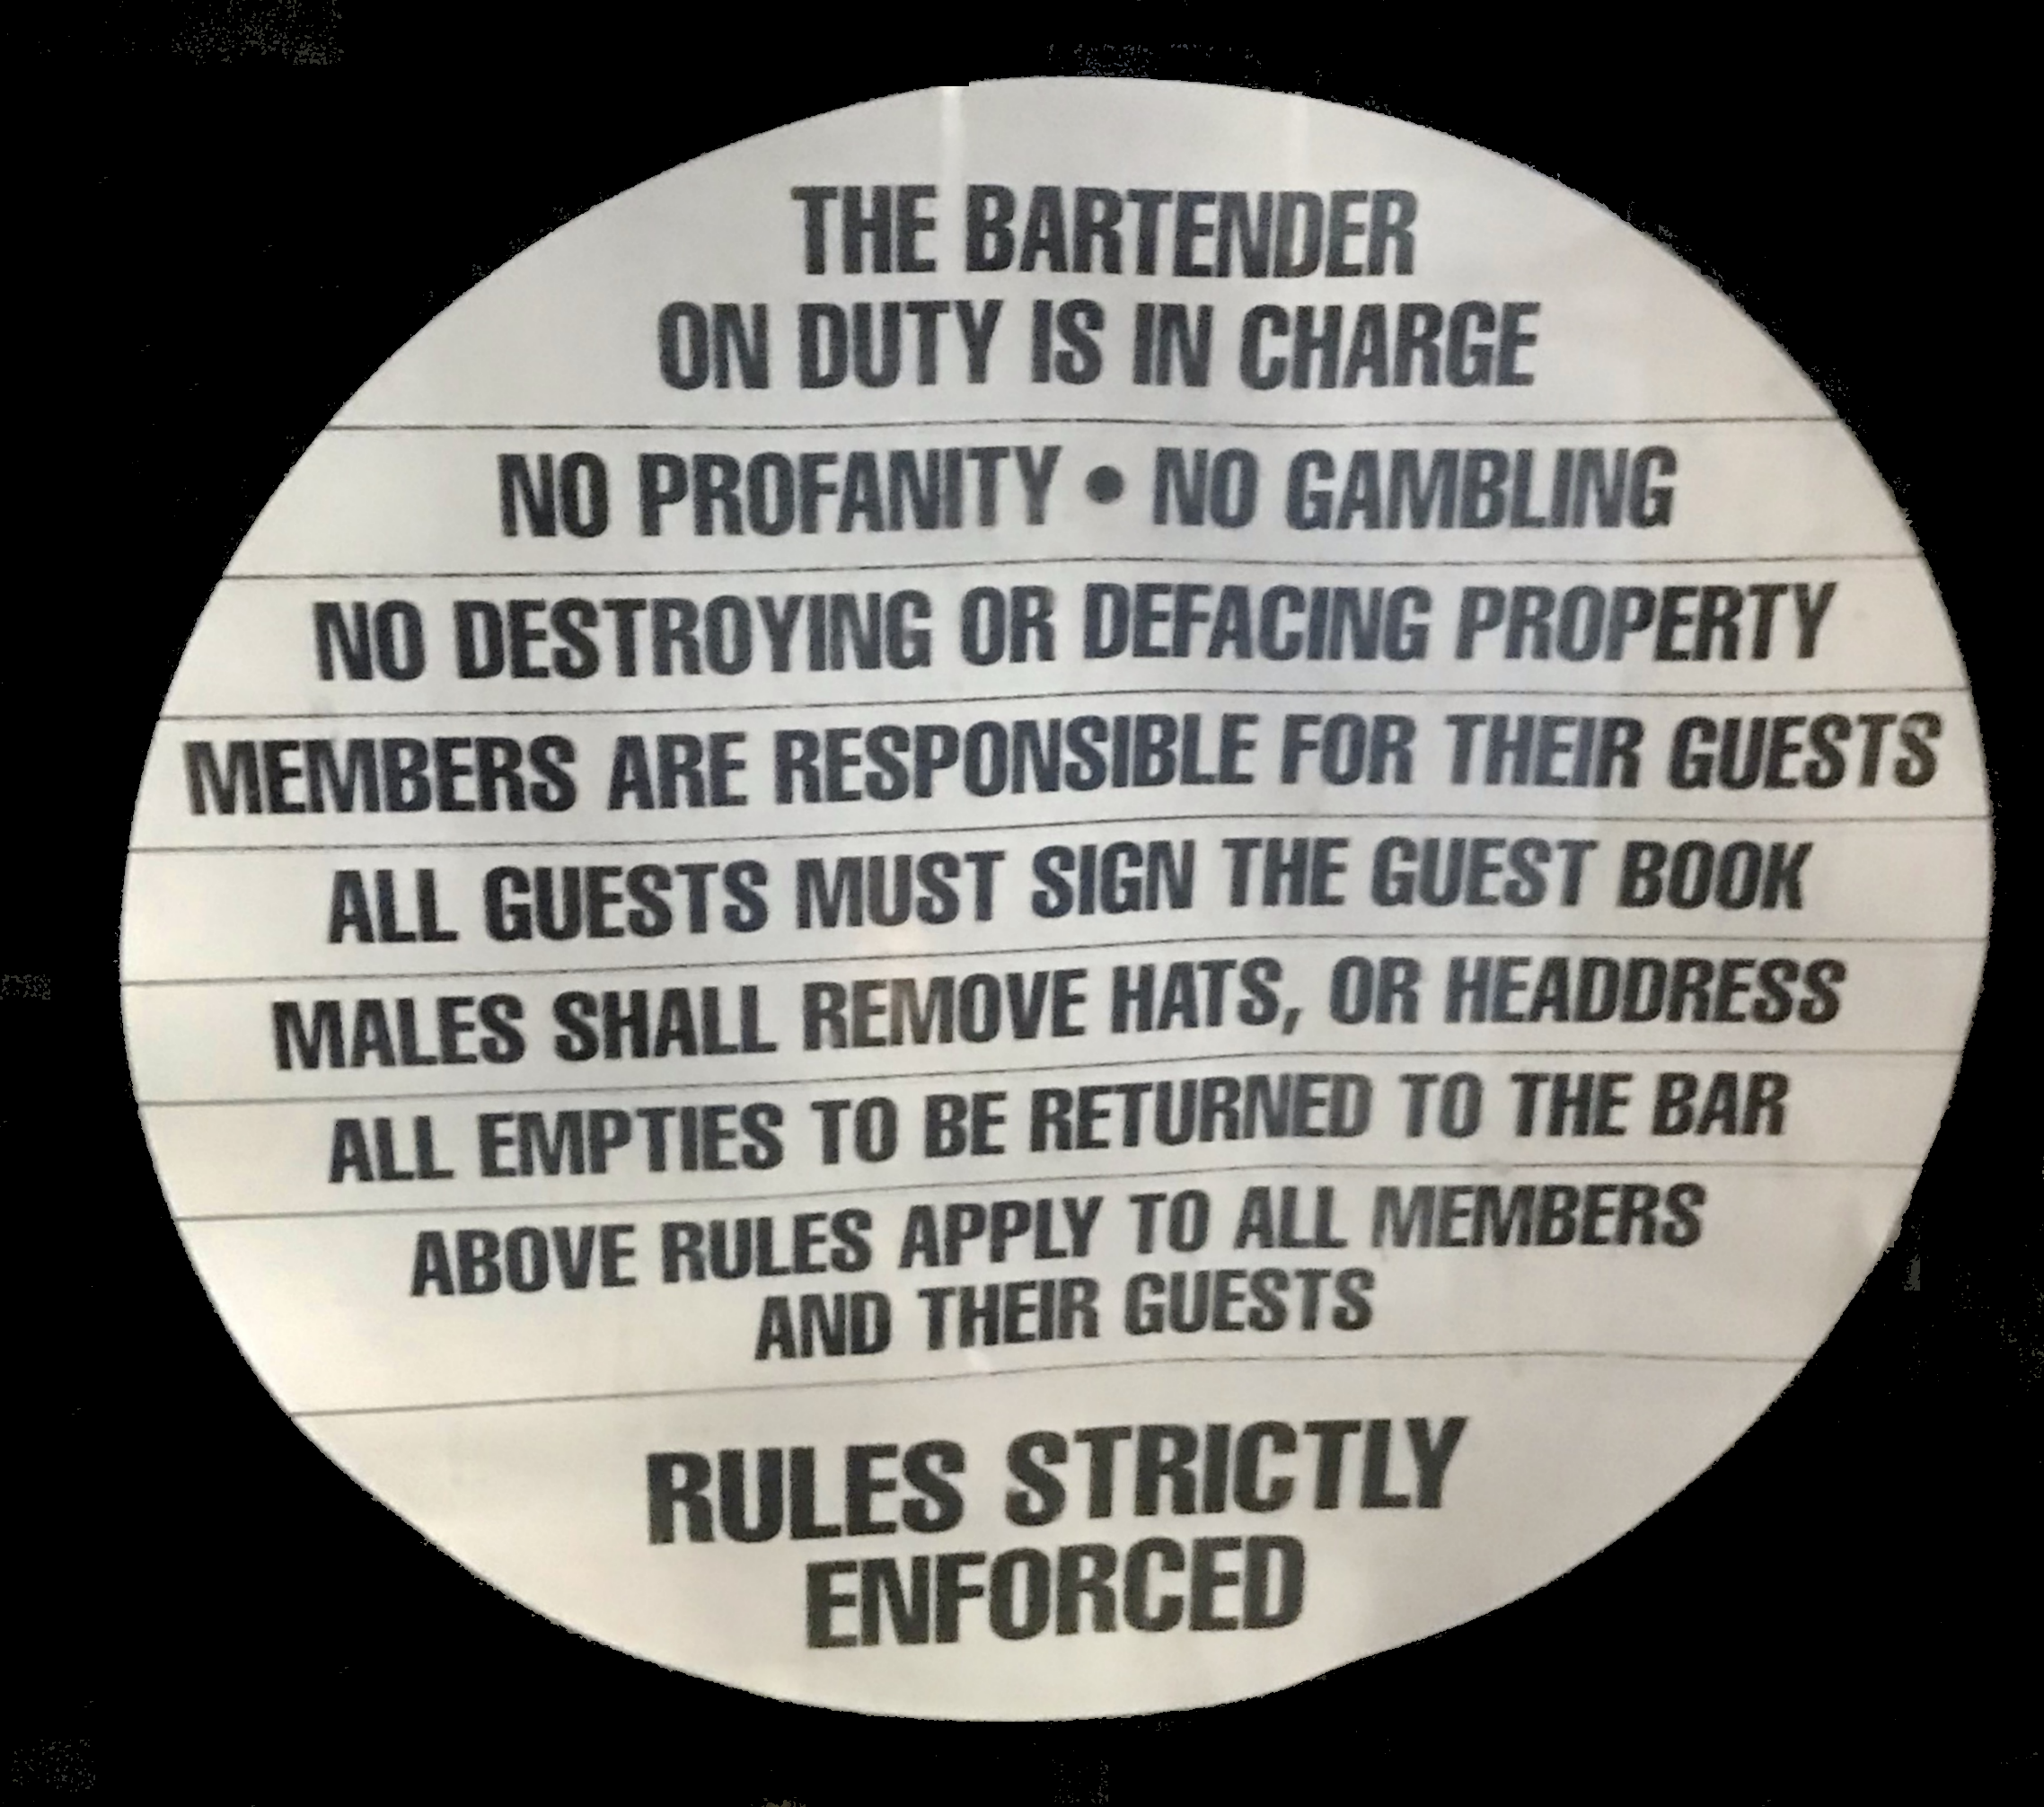 THE BARTENDER
ON DUTY IS IN CHARGE
NO PROFANITY • NO GAMBLING
NO DESTROYING OR DEFACING PROPERTY
MEMBERS ARE RESPONSIBLE FOR THEIR GUESTS
ALL GUESTS MUST SIGN THE GUEST BOOK
MALES SHALL REMOVE HATS, OR HEADDRESS
ALL EMPTIES TO BE RETURNED TO THE BAR
ABOVE RULES APPLY TO ALL MEMBERS
AND THEIR GUESTS
RULES STRICTLY
ENFORCED